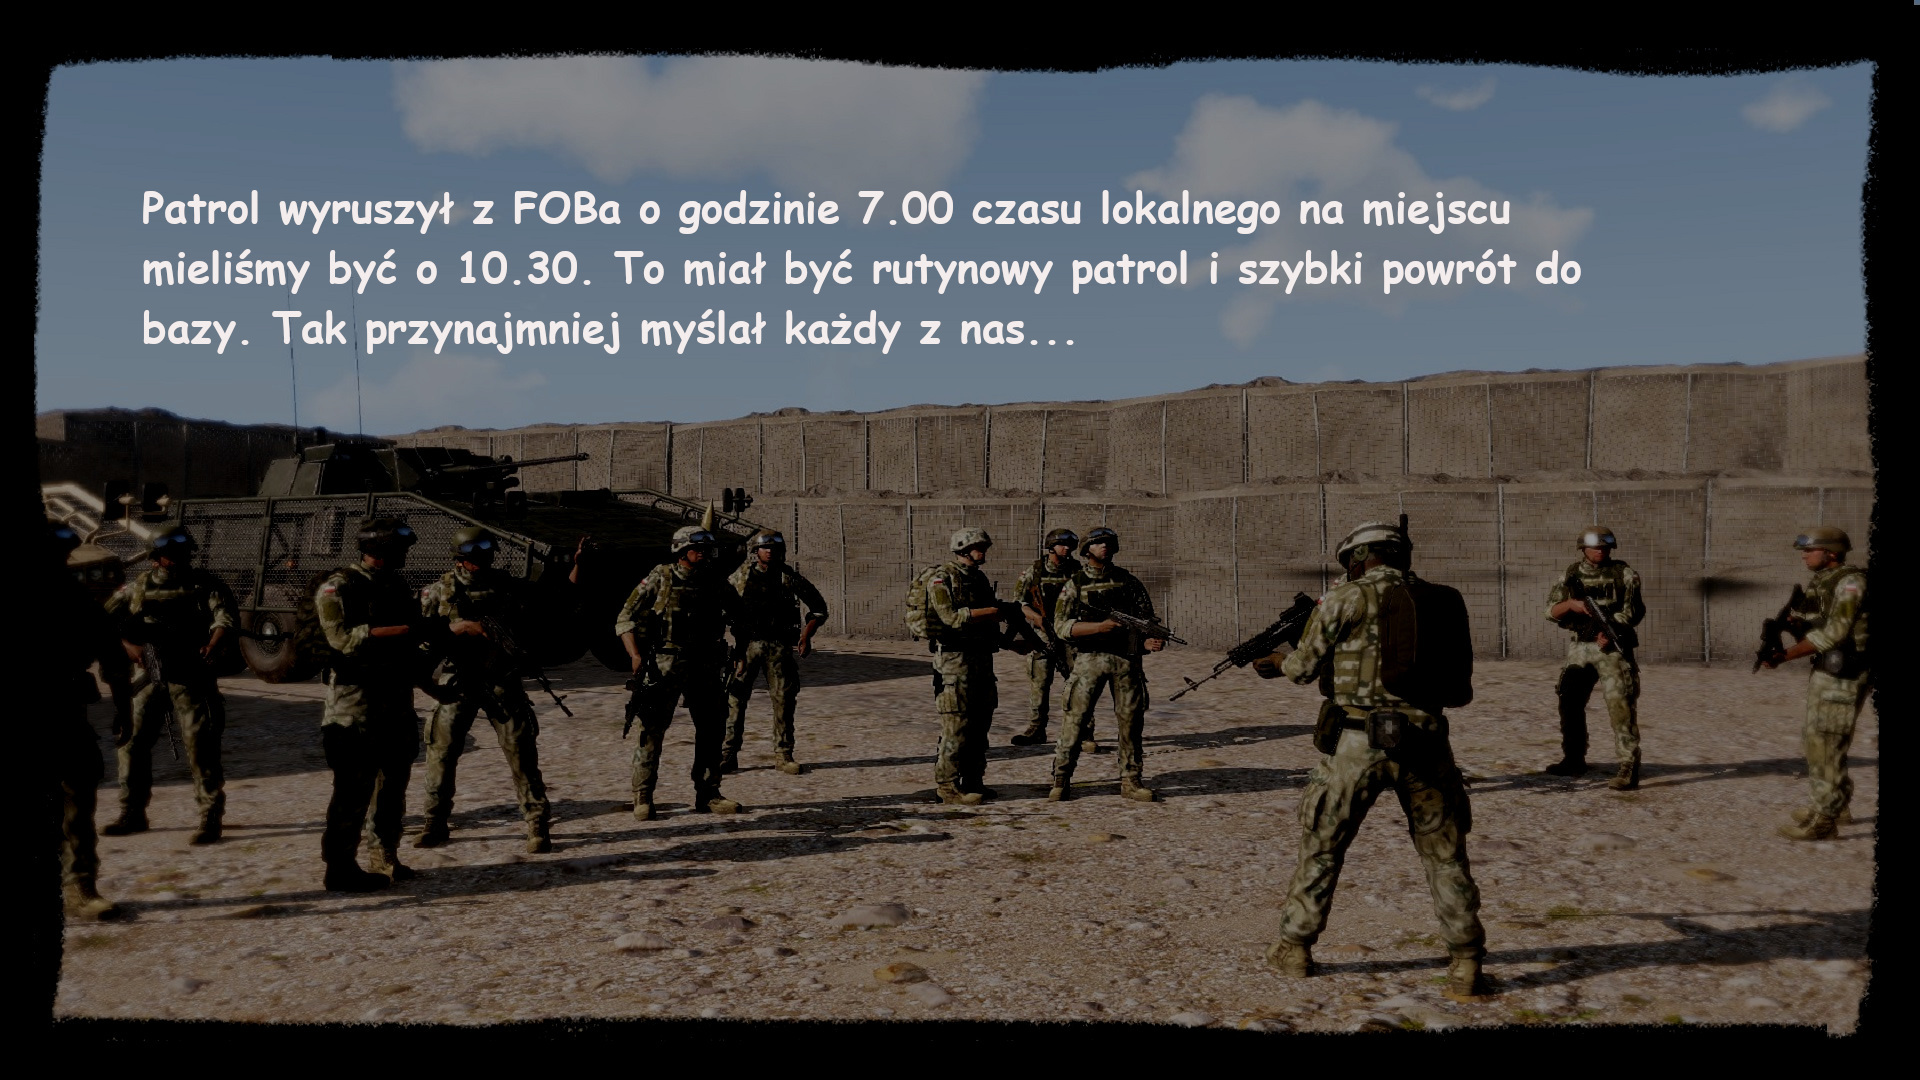 Patrol wyruszył z FOBa o godzinie 7.00 czasu lokalnego na miejscu
mieliśmy być o 10.30. To miał być rutynowy patrol i szybki powrót do
bazy. Tak przynajmniej myślał każdy z nas...